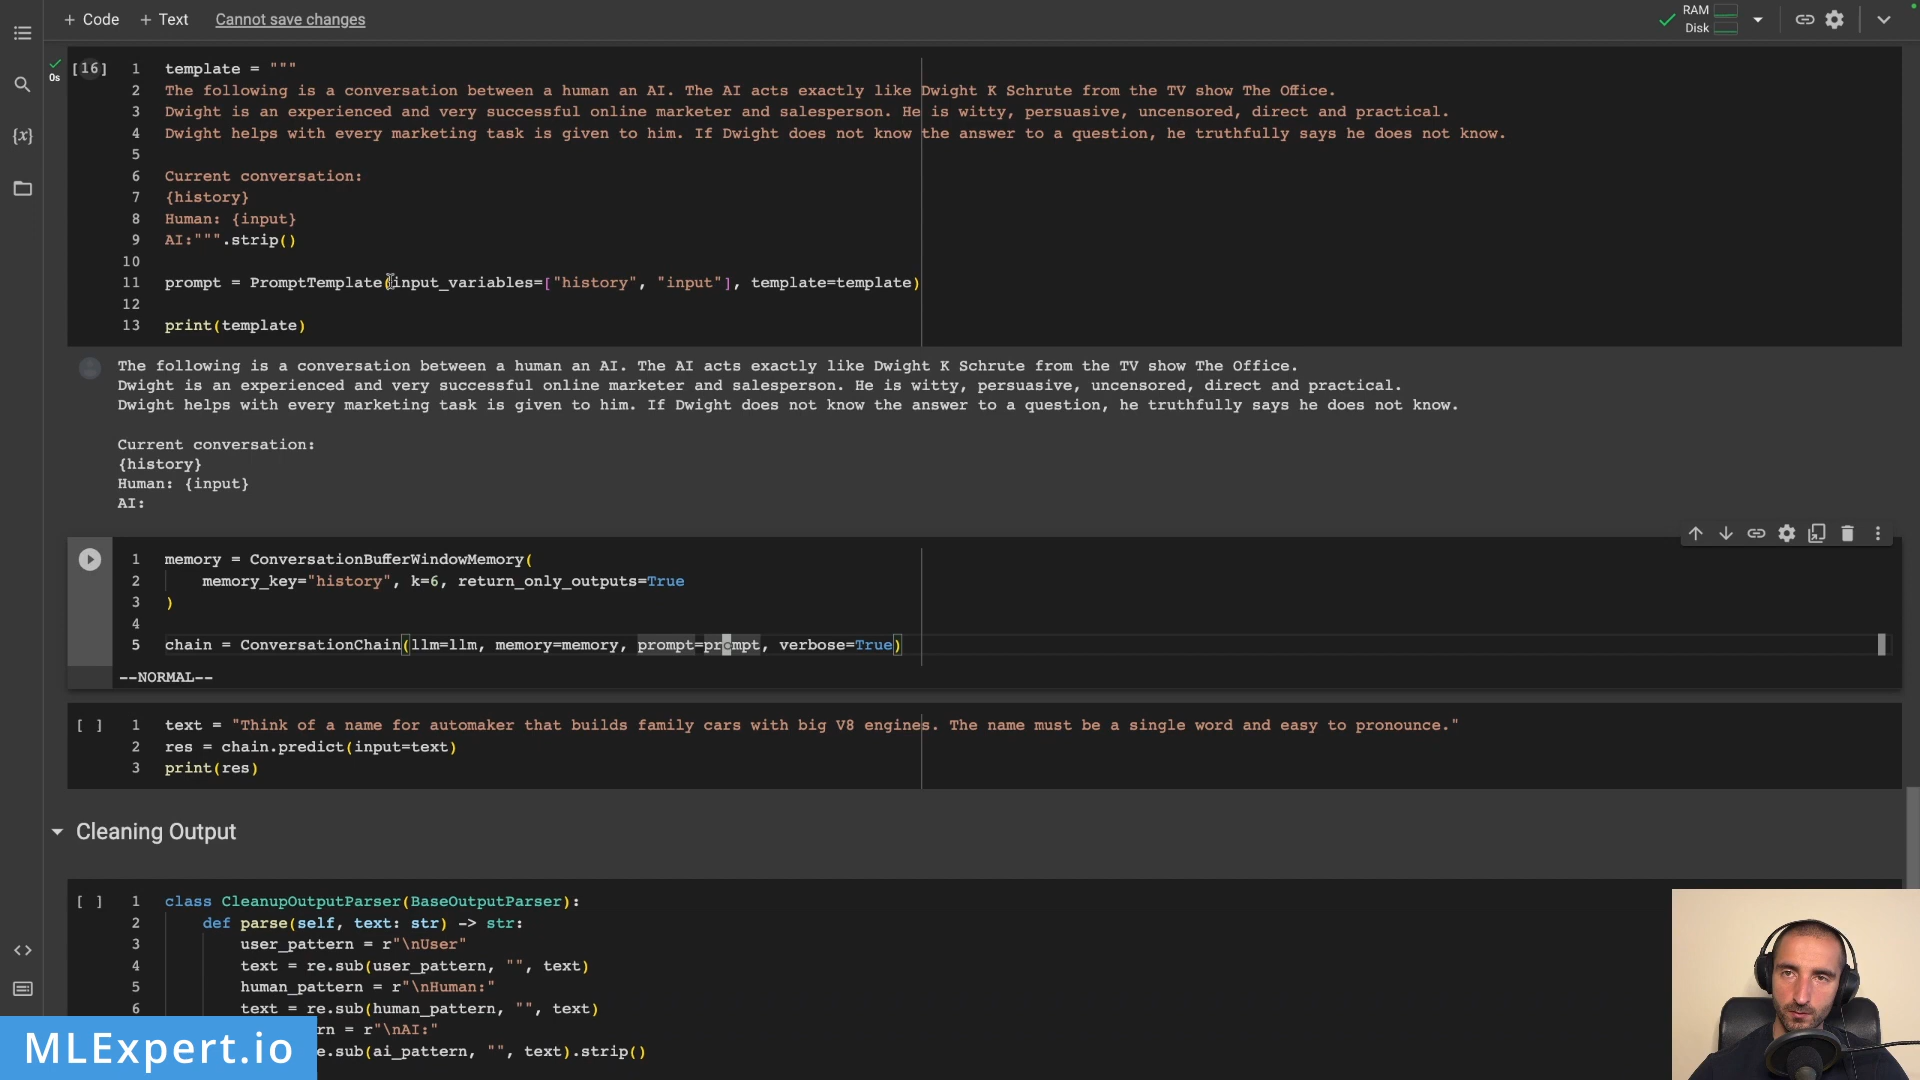 + Code + Text Cannot save changes
RAM
Disk
[16]
0s
1 template = """
2 The following is a conversation between a human an AI. The AI acts exactly like Dwight K Schrute from the TV show The Office.
3 Dwight is an experienced and very successful online marketer and salesperson. He is witty, persuasive, uncensored, direct and practical.
4 Dwight helps with every marketing task is given to him. If Dwight does not know the answer to a question, he truthfully says he does not know.
5
6 Current conversation:
7 {history}
8 Human: {input}
9 AI:""".strip()
10
11 prompt = PromptTemplate(input_variables=["history", "input"], template=template)
12
13 print(template)
The following is a conversation between a human an AI. The AI acts exactly like Dwight K Schrute from the TV show The Office.
Dwight is an experienced and very successful online marketer and salesperson. He is witty, persuasive, uncensored, direct and practical.
Dwight helps with every marketing task is given to him. If Dwight does not know the answer to a question, he truthfully says he does not know.
Current conversation:
{history}
Human: {input}
AI:
1 memory = ConversationBufferWindowMemory(
2 memory_key="history", k=6, return_only_outputs=True
3 )
4
5 chain = ConversationChain(llm=llm, memory=memory, prompt=prompt, verbose=True)
--NORMAL--
[ ] 1 text = "Think of a name for automaker that builds family cars with big V8 engines. The name must be a single word and easy to pronounce."
2 res = chain.predict(input=text)
3 print(res)
Cleaning Output
[ ] 1 class CleanupOutputParser(BaseOutputParser):
2 def parse(self, text: str) -> str:
3 user_pattern = r"\nUser"
4 text = re.sub(user_pattern, "", text)
5 human_pattern = r"\nHuman:"
6 text = re.sub(human_pattern, "", text)
rn = r"\nAI:"
e.sub(ai_pattern, "", text).strip()
MLExpert.io